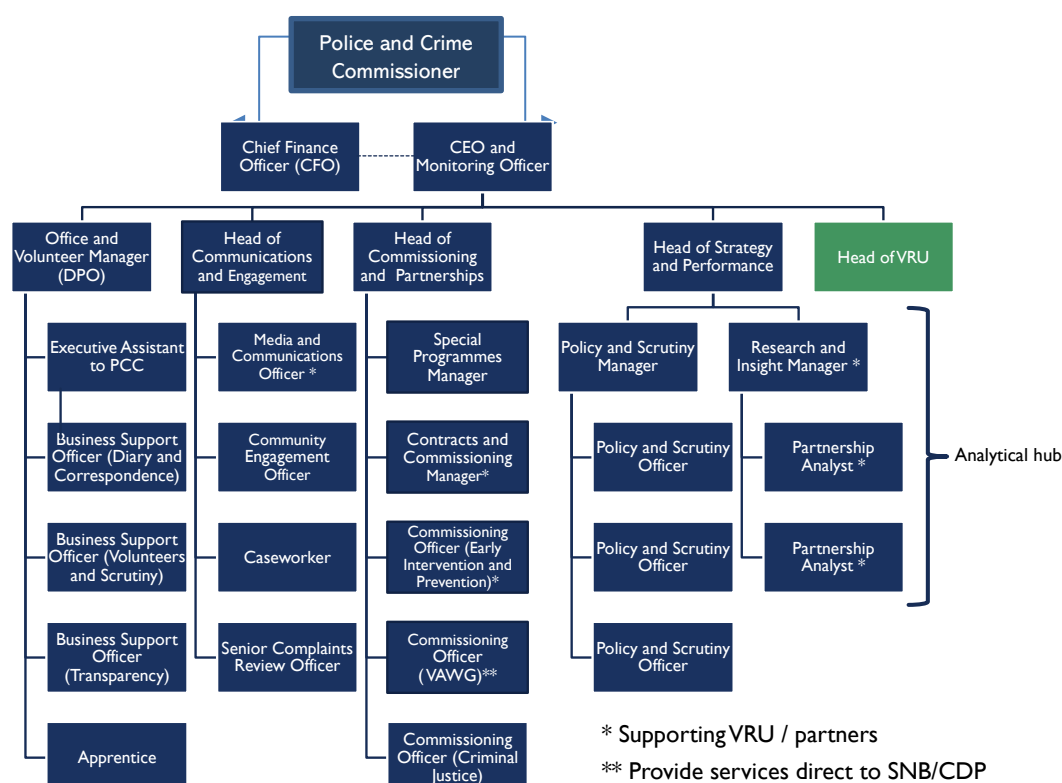 Police and Crime
Commissioner
Chief Finance
Officer (CFO)
CEO and
Monitoring Officer
Office and
Volunteer Manager
(DPO)
Head of
Communications
and Engagement
Head of
Commissioning
and Partnerships
Head of Strategy
and Performance
Head of VRU
Executive Assistant
to PCC
Media and
Communications
Officer *
Special
Programmes
Manager
Policy and Scrutiny
Manager
Research and
Insight Manager *
Business Support
Officer (Diary and
Correspondence)
Community
Engagement
Officer
Contracts and
Commissioning
Manager*
Policy and Scrutiny
Officer
Partnership
Analyst *
Analytical hub
Business Support
Officer (Volunteers
and Scrutiny)
Caseworker
Commissioning
Officer (Early
Intervention and
Prevention)*
Policy and Scrutiny
Officer
Partnership
Analyst *
Business Support
Officer
(Transparency)
Senior Complaints
Review Officer
Commissioning
Officer
(VAWG)**
Policy and Scrutiny
Officer
Apprentice
Commissioning
Officer (Criminal
Justice)
* Supporting VRU / partners
** Provide services direct to SNB/CDP